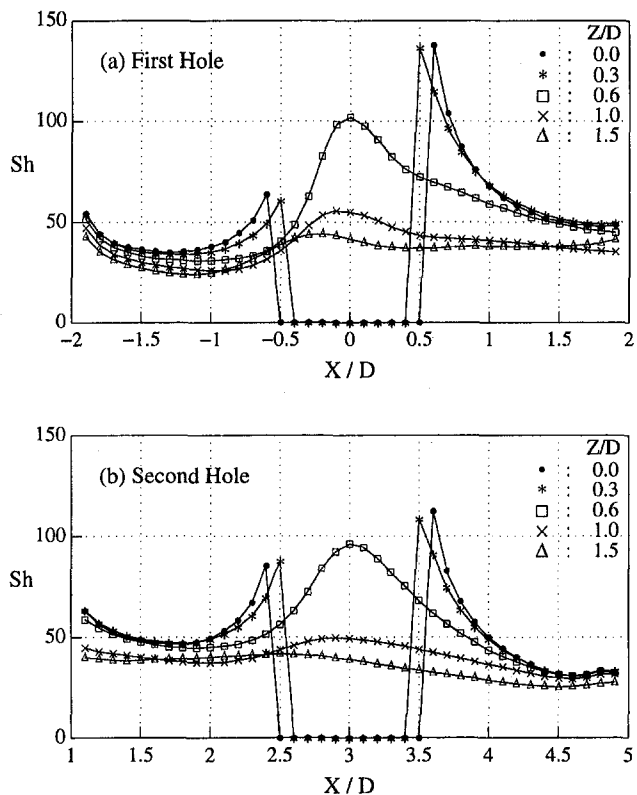 150
100
50
0
Sh
(a) First Hole
Z/D
● : 0.0
* : 0.3
□ : 0.6
× : 1.0
△ : 1.5
−2 −1.5 −1 −0.5 0 0.5 1 1.5 2
X / D
150
100
50
0
Sh
(b) Second Hole
Z/D
● : 0.0
* : 0.3
□ : 0.6
× : 1.0
△ : 1.5
1 1.5 2 2.5 3 3.5 4 4.5 5
X / D